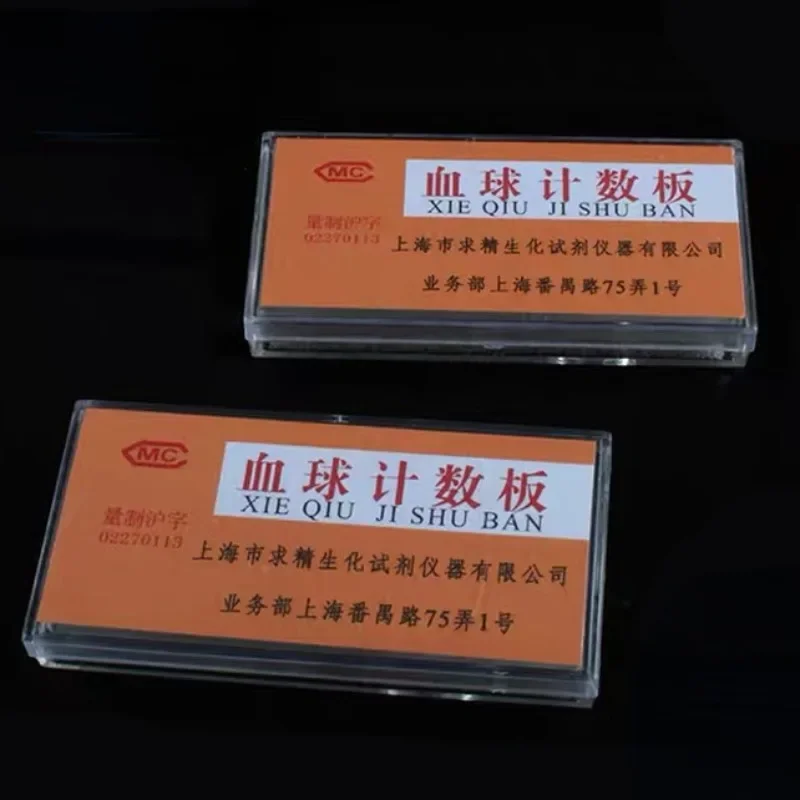 MC
血球计数板
XIE QIU JI SHU BAN
量制沪字
02270113
上海市求精生化试剂仪器有限公司
业务部上海番禺路75弄1号
MC
血球计数板
XIE QIU JI SHU BAN
量制沪字
02270113
上海市求精生化试剂仪器有限公司
业务部上海番禺路75弄1号